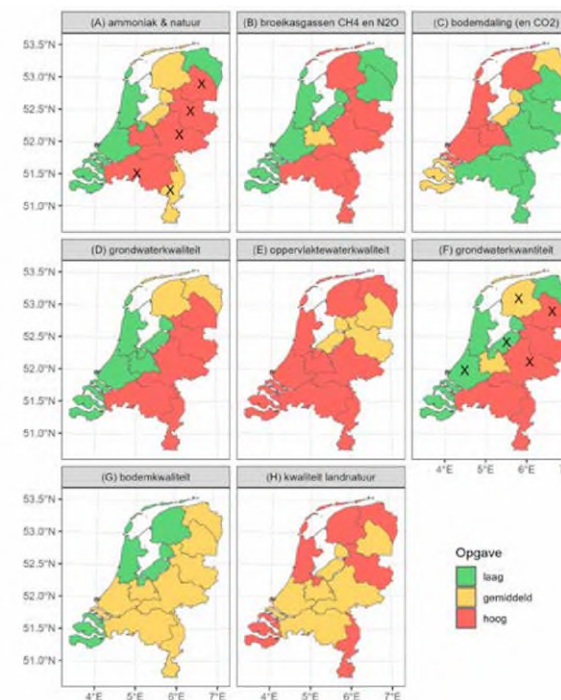 (A) ammoniak & natuur
(B) broeikasgassen CH4 en N2O
(C) bodemdaling (en CO2)
53.5°N
53.0°N
52.5°N
52.0°N
51.5°N
51.0°N
X
X
X
X
X
(D) grondwaterkwaliteit
(E) oppervlaktewaterkwaliteit
(F) grondwaterkwantiteit
53.5°N
53.0°N
52.5°N
52.0°N
51.5°N
51.0°N
X
X
X
X
X
4°E 5°E 6°E
(G) bodemkwaliteit
(H) kwaliteit landnatuur
53.5°N
53.0°N
52.5°N
52.0°N
51.5°N
51.0°N
4°E 5°E 6°E 7°E
4°E 5°E 6°E 7°E
Opgave
laag
gemiddeld
hoog